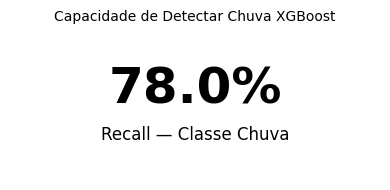 Capacidade de Detectar Chuva XGBoost
78.0%
Recall — Classe Chuva